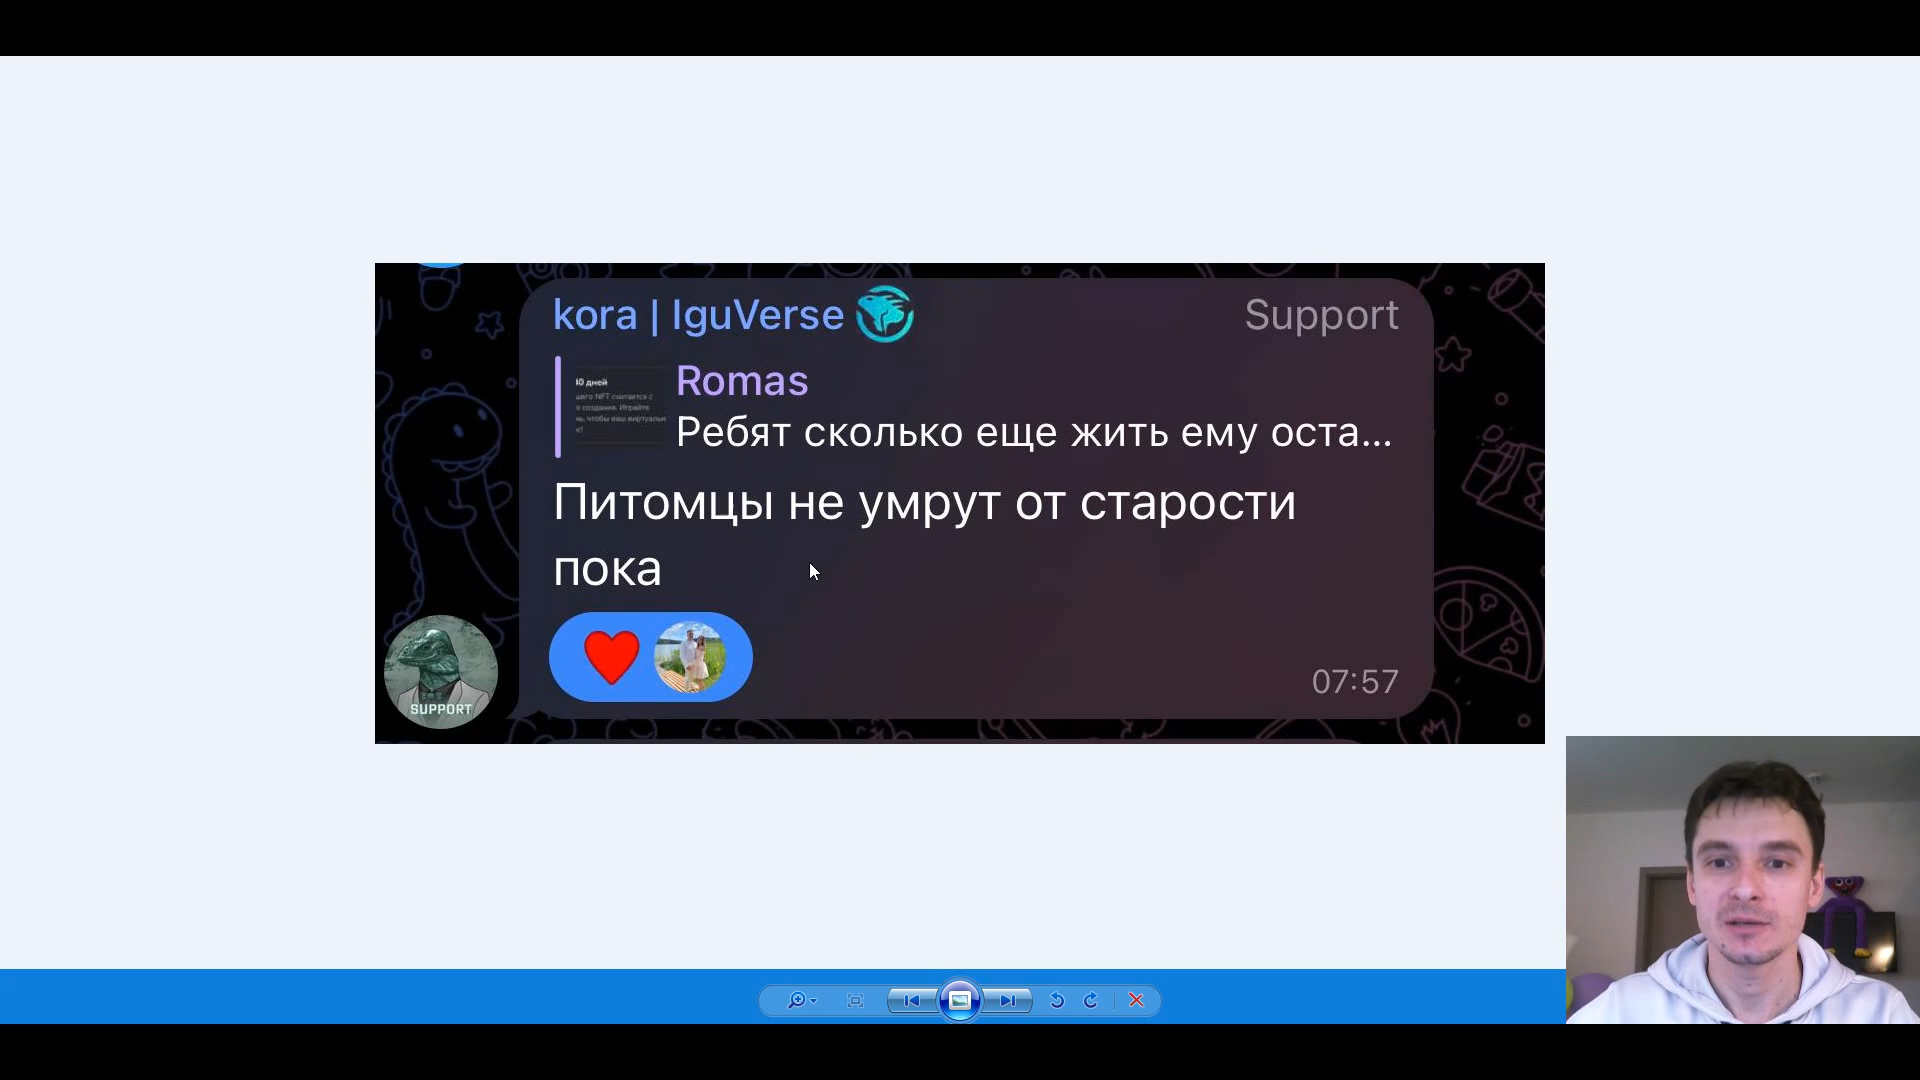 kora | IguVerse
Support
Romas
Ребят сколько еще жить ему оста...
Питомцы не умрут от старости
пока
07:57
SUPPORT